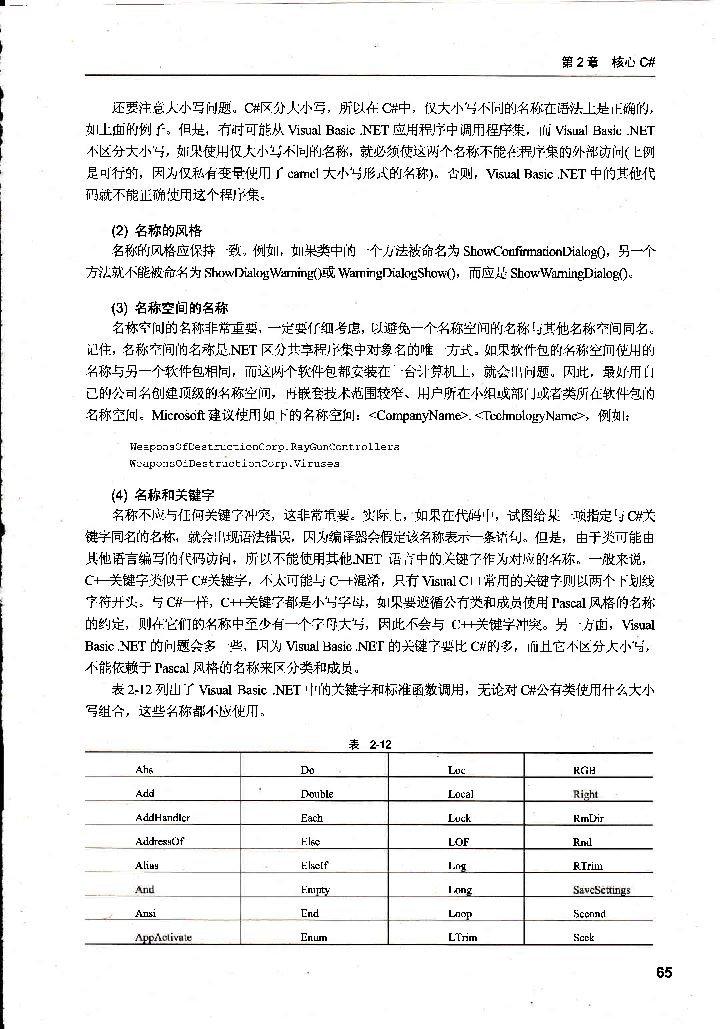 第2章 核心 C#
还要注意大小写问题。C#区分大小写，所以在C#中，仅大小写不同的名称在语法上是正确的，
如上面的例子。但是，有时可能从 Visual Basic .NET 应用程序中调用程序集，而 Visual Basic .NET
不区分大小写，如果使用仅大小写不同的名称，就必须使这两个名称不能在程序集的外部访问(上例
是可行的，因为仅私有变量使用了 camel 大小写形式的名称)。否则，Visual Basic .NET 中的其他代
码就不能正确使用这个程序集。
(2) 名称的风格
名称的风格应保持一致。例如，如果类中的一个方法被命名为 ShowConfirmationDialog()，另一个
方法就不能被命名为 ShowDialogWarning()或 WarningDialogShow()，而应是 ShowWarningDialog()。
(3) 名称空间的名称
名称空间的名称非常重要，一定要仔细考虑，以避免一个名称空间的名称与其他名称空间同名。
记住，名称空间的名称是.NET 区分共享程序集中对象名的唯一方式。如果软件包的名称空间使用的
名称与另一个软件包相同，而这两个软件包都安装在一台计算机上，就会出问题。因此，最好用自
己的公司名创建顶级的名称空间，再嵌套技术范围较窄、用户所在小组或部门或者类所在软件包的
名称空间。Microsoft 建议使用如下的名称空间：<CompanyName>.<TechnologyName>，例如：
WeaponsOfDestructionCorp.RayGunControllers
WeaponsOfDestructionCorp.Viruses
(4) 名称和关键字
名称不应与任何关键字冲突，这非常重要。实际上，如果在代码中，试图给某一项指定与C#关
键字同名的名称，就会出现语法错误，因为编译器会假定该名称表示一条语句。但是，由于类可能由
其他语言编写的代码访问，所以不能使用其他.NET 语言中的关键字作为对应的名称。一般来说，
C++关键字类似于 C#关键字，不太可能与 C++混淆，只有 Visual C++常用的关键字则以两个下划线
字符开头。与 C#一样，C++关键字都是小写字母，如果要遵循公有类和成员使用 Pascal 风格的名称
的约定，则在它们的名称中至少有一个字母大写，因此不会与 C++关键字冲突。另一方面，Visual
Basic .NET 的问题会多一些，因为 Visual Basic .NET 的关键字要比 C#的多，而且它不区分大小写，
不能依赖于 Pascal 风格的名称来区分类和成员。
表 2-12 列出了 Visual Basic .NET 中的关键字和标准函数调用，无论对 C#公有类使用什么大小
写组合，这些名称都不应使用。
表 2-12
Abs Do Loc RGB
Add Double Local Right
AddHandler Each Lock RmDir
AddressOf Else LOF Rnd
Alias ElseIf Log RTrim
And Empty Long SaveSettings
Ansi End Loop Second
AppActivate Enum LTrim Seek
65